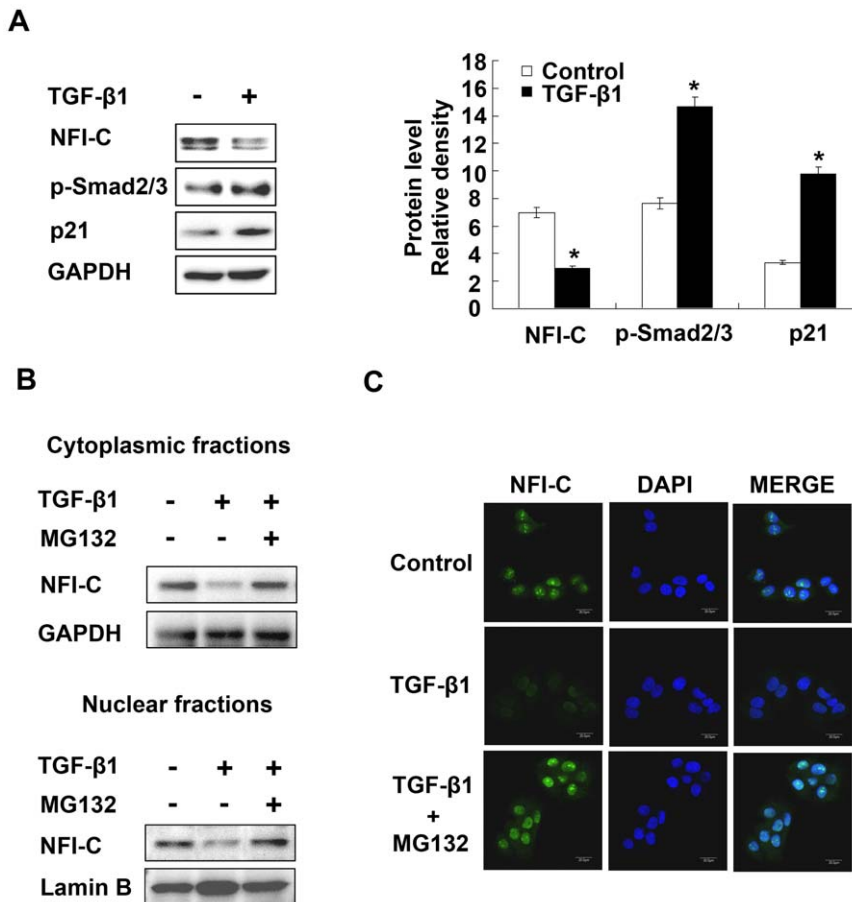 A
TGF-β1 - +
NFI-C
p-Smad2/3
p21
GAPDH
Protein level
Relative density
18
16
14
12
10
8
6
4
2
0
Control
TGF-β1
*
*
*
NFI-C p-Smad2/3 p21
B
Cytoplasmic fractions
TGF-β1 - + +
MG132 - - +
NFI-C
GAPDH
Nuclear fractions
TGF-β1 - + +
MG132 - - +
NFI-C
Lamin B
C
NFI-C DAPI MERGE
Control
TGF-β1
TGF-β1
+
MG132